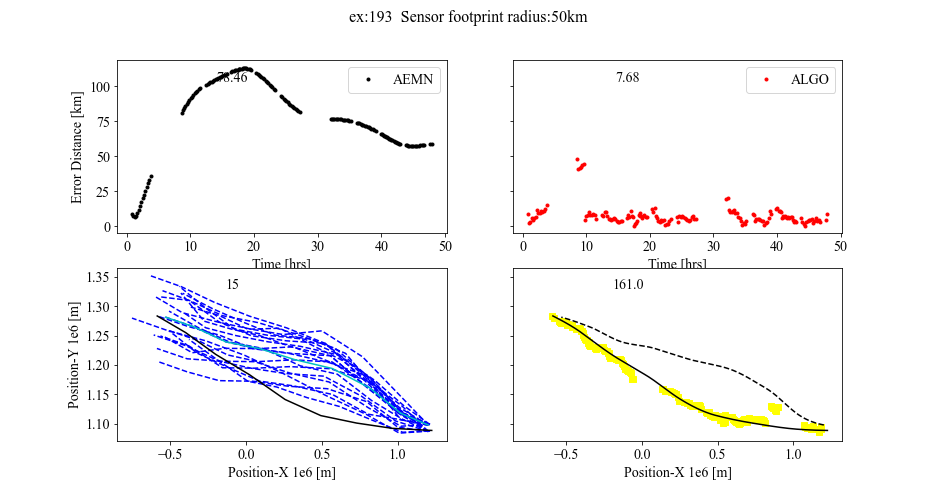 ex:193  Sensor footprint radius:50km
78.46
AEMN
Error Distance [km]
100
75
50
25
0
0 10 20 30 40 50
Time [hrs]
7.68
ALGO
0 10 20 30 40 50
Time [hrs]
15
Position-Y 1e6 [m]
1.35
1.30
1.25
1.20
1.15
1.10
−0.5 0.0 0.5 1.0
Position-X 1e6 [m]
161.0
−0.5 0.0 0.5 1.0
Position-X 1e6 [m]